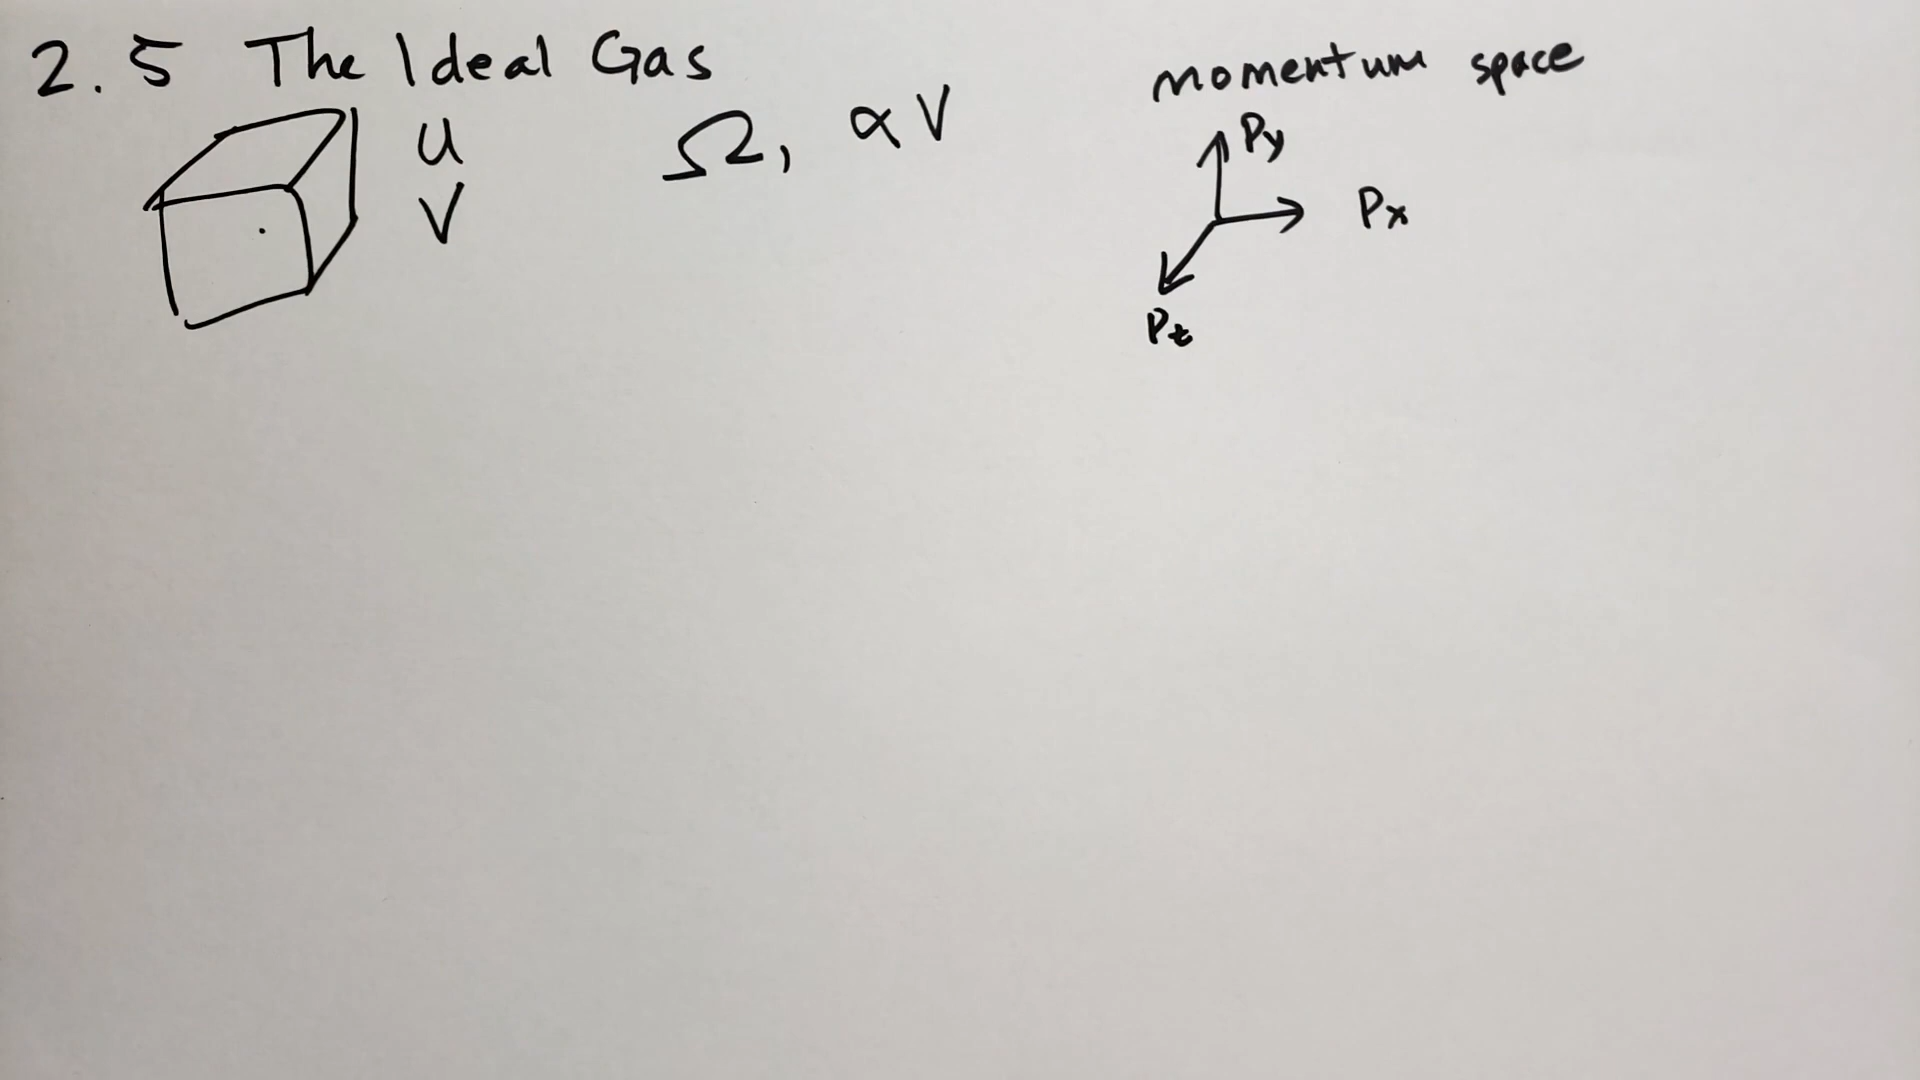 2.5 The Ideal Gas
U
V
Ω, ∝ V
momentum space
Py
Px
Pz